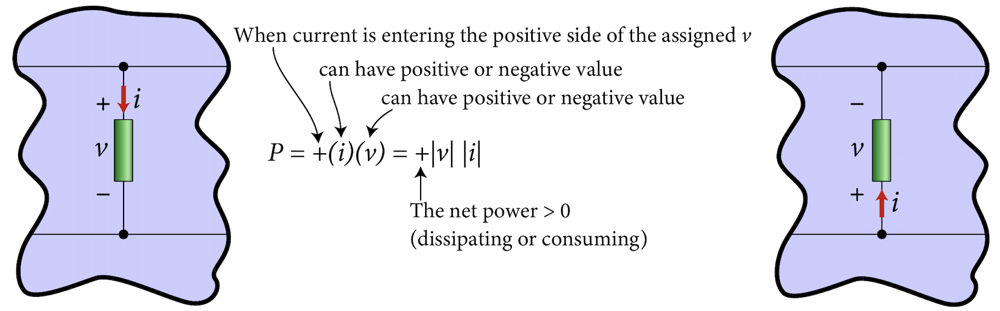 When current is entering the positive side of the assigned v
can have positive or negative value
can have positive or negative value
+ i
v
−
P = +(i)(v) = +|v| |i|
The net power > 0
(dissipating or consuming)
−
v
+ i